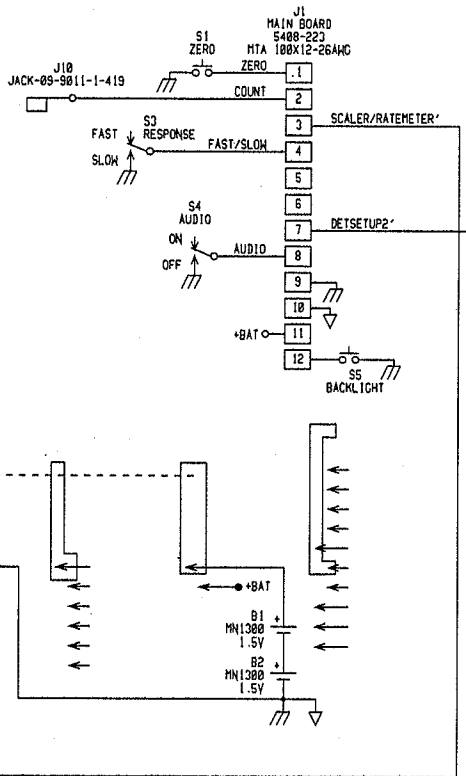 J1
MAIN BOARD
5408-223
MTA 100X12-26AWG
S1
ZERO
ZERO
.1
J10
JACK-09-9011-1-419
COUNT
2
3
SCALER/RATEMETER'
S3
RESPONSE
FAST
SLOW
FAST/SLOW
4
5
6
7
DETSETUP2'
S4
AUDIO
ON
OFF
AUDIO
8
9
10
+BAT
11
12
S5
BACKLIGHT
+BAT
B1
MN1300
1.5V
+
B2
MN1300
1.5V
+